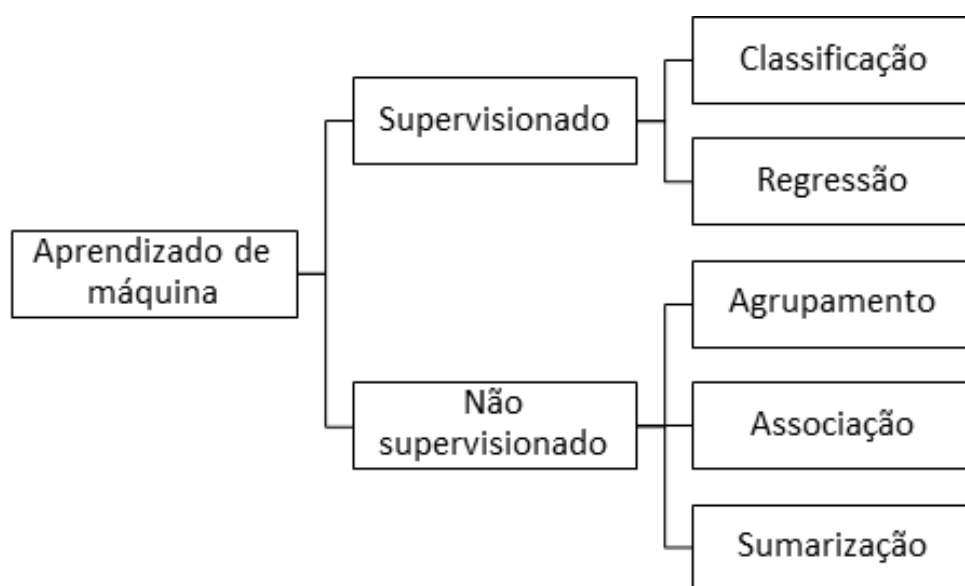 Aprendizado de
máquina
Supervisionado
Classificação
Regressão
Não
supervisionado
Agrupamento
Associação
Sumarização